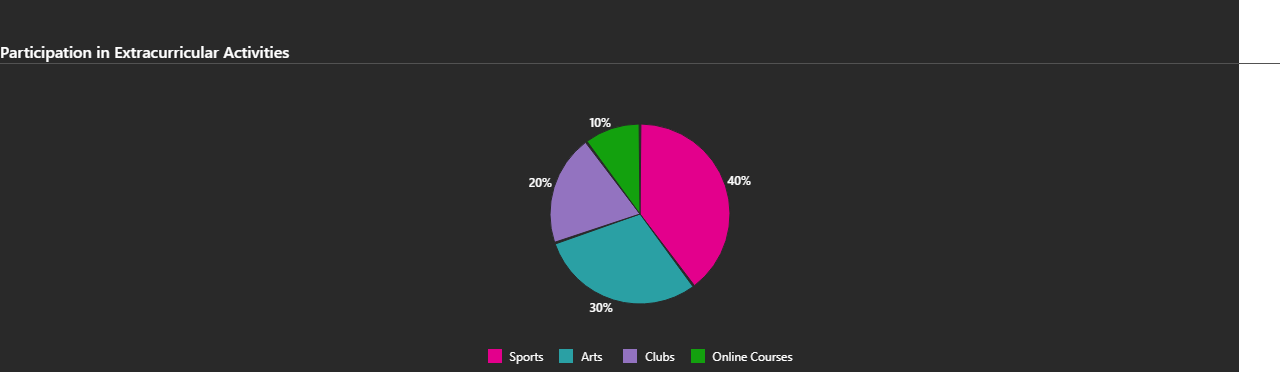 Participation in Extracurricular Activities
10%
40%
20%
30%
Sports Arts Clubs Online Courses